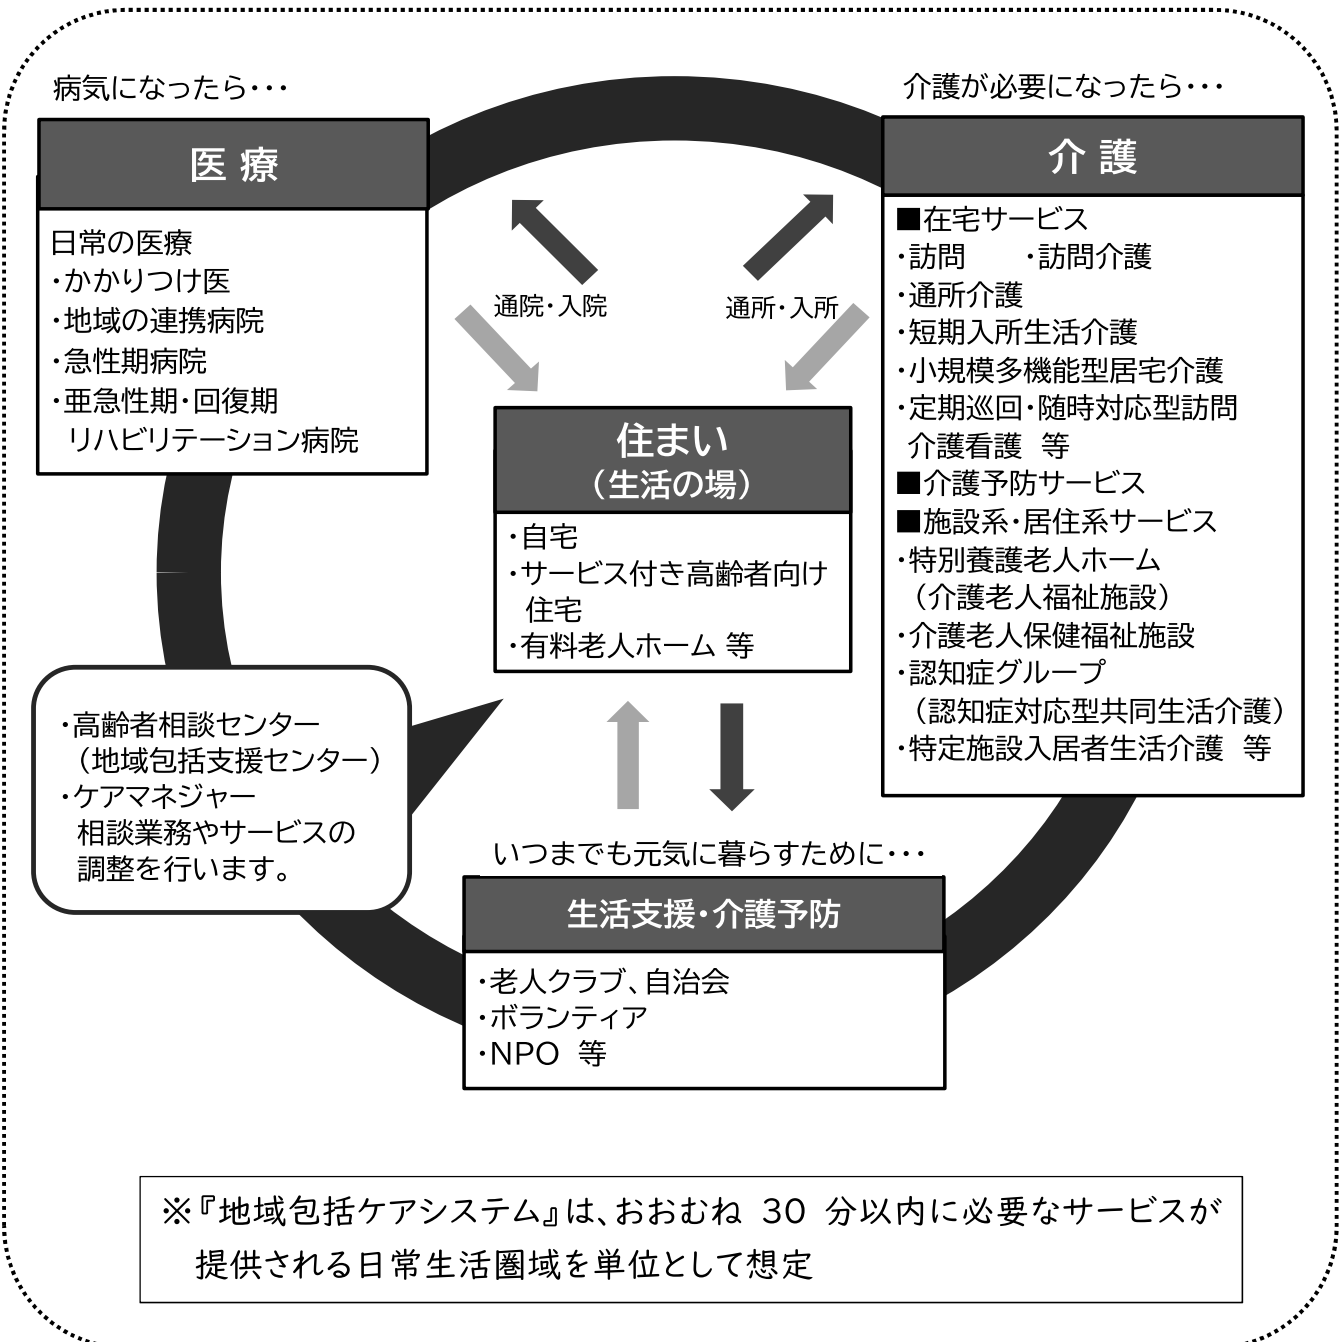 病気になったら・・・
医 療
日常の医療
・かかりつけ医
・地域の連携病院
・急性期病院
・亜急性期・回復期
リハビリテーション病院
介護が必要になったら・・・
介 護
■在宅サービス
・訪問　　・訪問介護
・通所介護
・短期入所生活介護
・小規模多機能型居宅介護
・定期巡回・随時対応型訪問
介護看護　等
■介護予防サービス
■施設系・居住系サービス
・特別養護老人ホーム
（介護老人福祉施設）
・介護老人保健福祉施設
・認知症グループ
（認知症対応型共同生活介護）
・特定施設入居者生活介護　等
通院・入院
通所・入所
住まい
（生活の場）
・自宅
・サービス付き高齢者向け
住宅
・有料老人ホーム 等
・高齢者相談センター
（地域包括支援センター）
・ケアマネジャー
相談業務やサービスの
調整を行います。
いつまでも元気に暮らすために・・・
生活支援・介護予防
・老人クラブ、自治会
・ボランティア
・NPO　等
※『地域包括ケアシステム』は、おおむね 30 分以内に必要なサービスが
提供される日常生活圏域を単位として想定